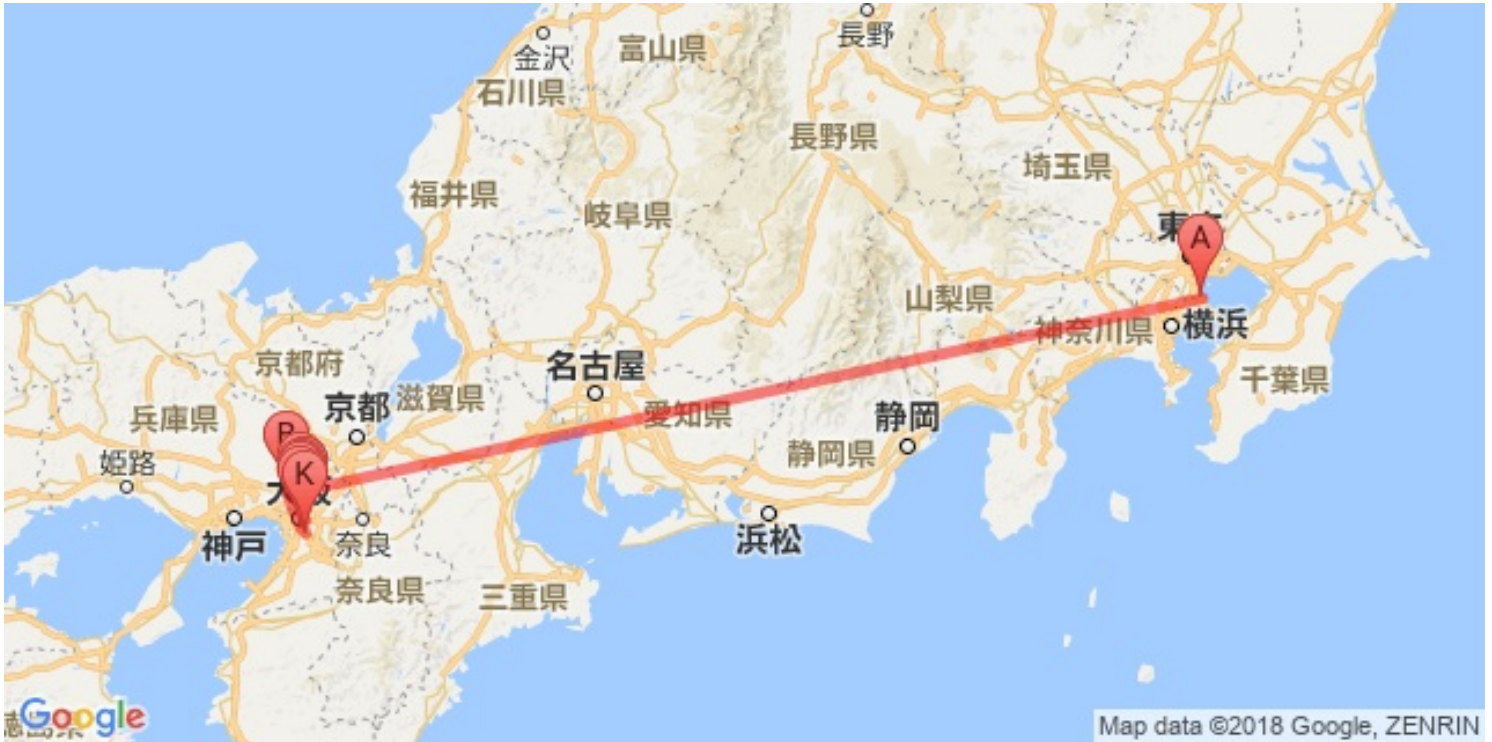 金沢
富山県
長野
石川県
長野県
埼玉県
福井県
岐阜県
A
山梨県
神奈川県
横浜
京都府
名古屋
千葉県
兵庫県
京都
滋賀県
愛知県
静岡
静岡県
姫路
K
神戸
奈良
浜松
奈良県
三重県
Google
Map data ©2018 Google, ZENRIN